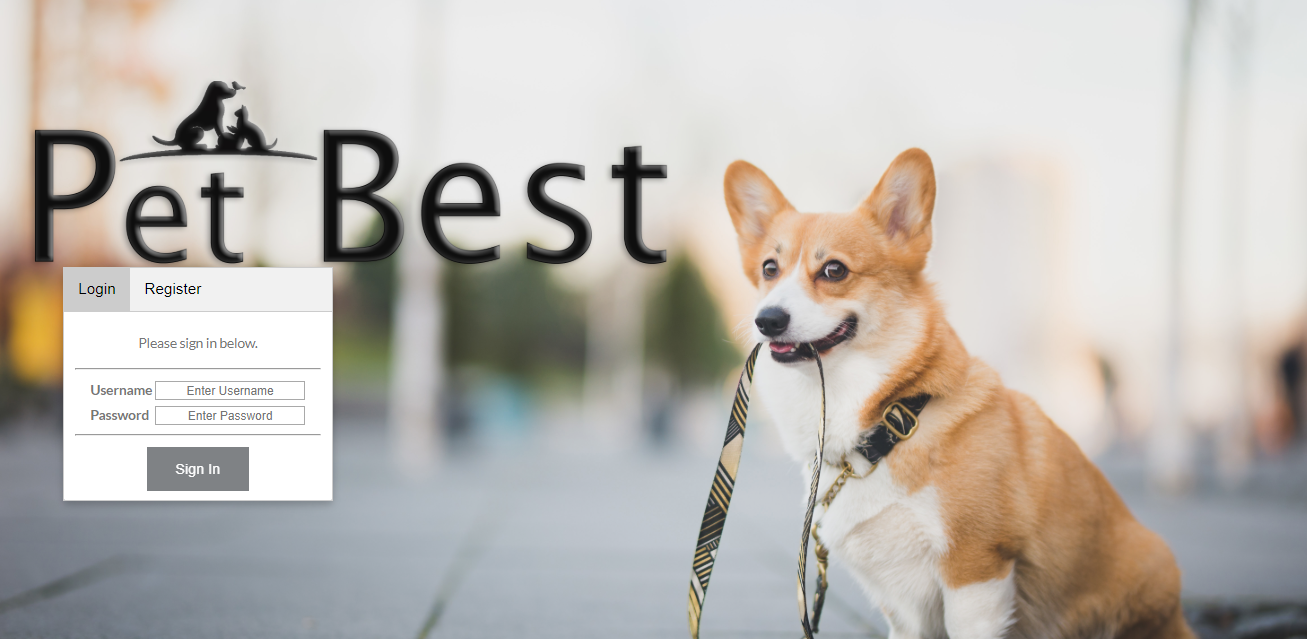 Pet Best
Login Register
Please sign in below.
Username Enter Username
Password Enter Password
Sign In